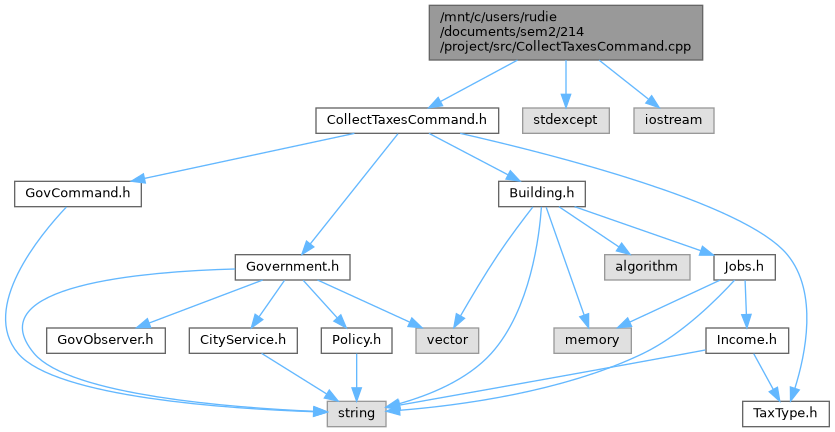 /mnt/c/users/rudie
/documents/sem2/214
/project/src/CollectTaxesCommand.cpp
CollectTaxesCommand.h
stdexcept
iostream
GovCommand.h
Building.h
Government.h
algorithm
Jobs.h
GovObserver.h
CityService.h
Policy.h
vector
memory
Income.h
string
TaxType.h